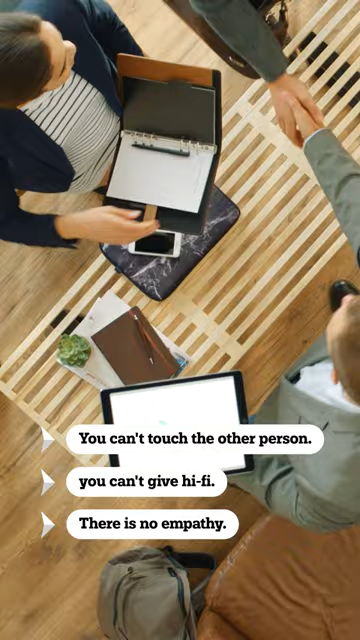 You can't touch the other person.
you can't give hi-fi.
There is no empathy.